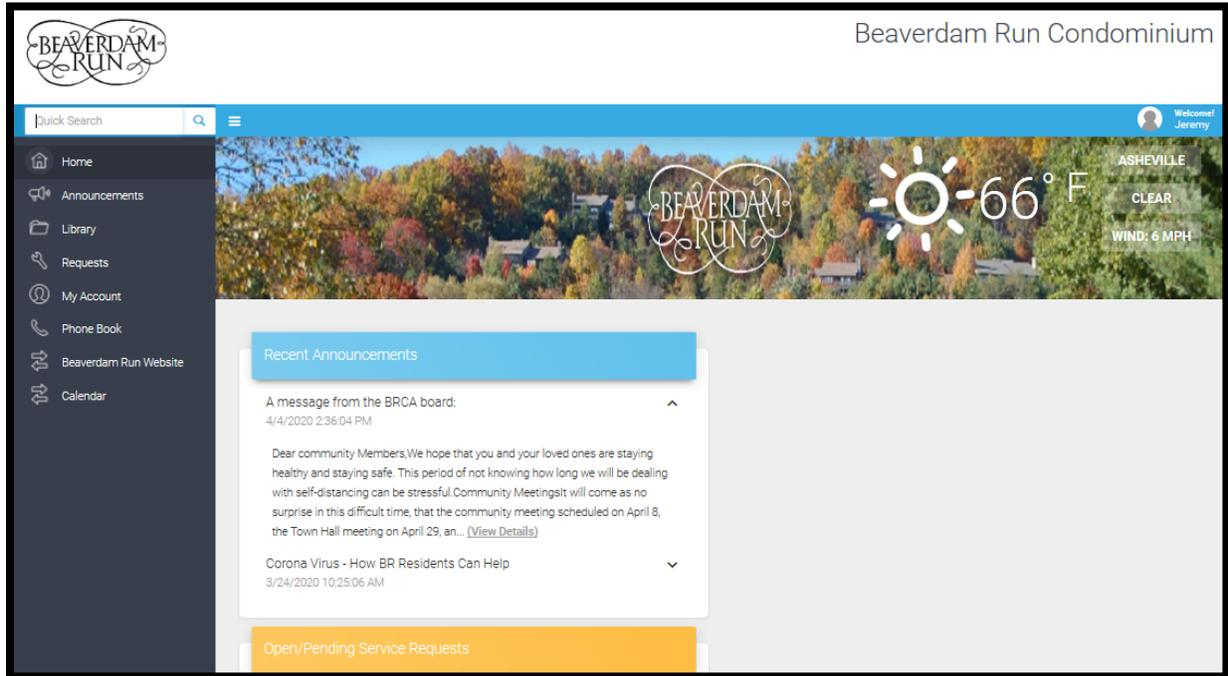 BEAVERDAM
RUN
Beaverdam Run Condominium
Quick Search
Welcome!
Jeremy
Home
Announcements
Library
Requests
My Account
Phone Book
Beaverdam Run Website
Calendar
BEAVERDAM
RUN
66° F
ASHEVILLE
CLEAR
WIND: 6 MPH
Recent Announcements
A message from the BRCA board:
4/4/2020 2:36:04 PM
Dear community Members,We hope that you and your loved ones are staying
healthy and staying safe. This period of not knowing how long we will be dealing
with self-distancing can be stressful.Community MeetingsIt will come as no
surprise in this difficult time, that the community meeting scheduled on April 8,
the Town Hall meeting on April 29, an... (View Details)
Corona Virus - How BR Residents Can Help
3/24/2020 10:25:06 AM
Open/Pending Service Requests